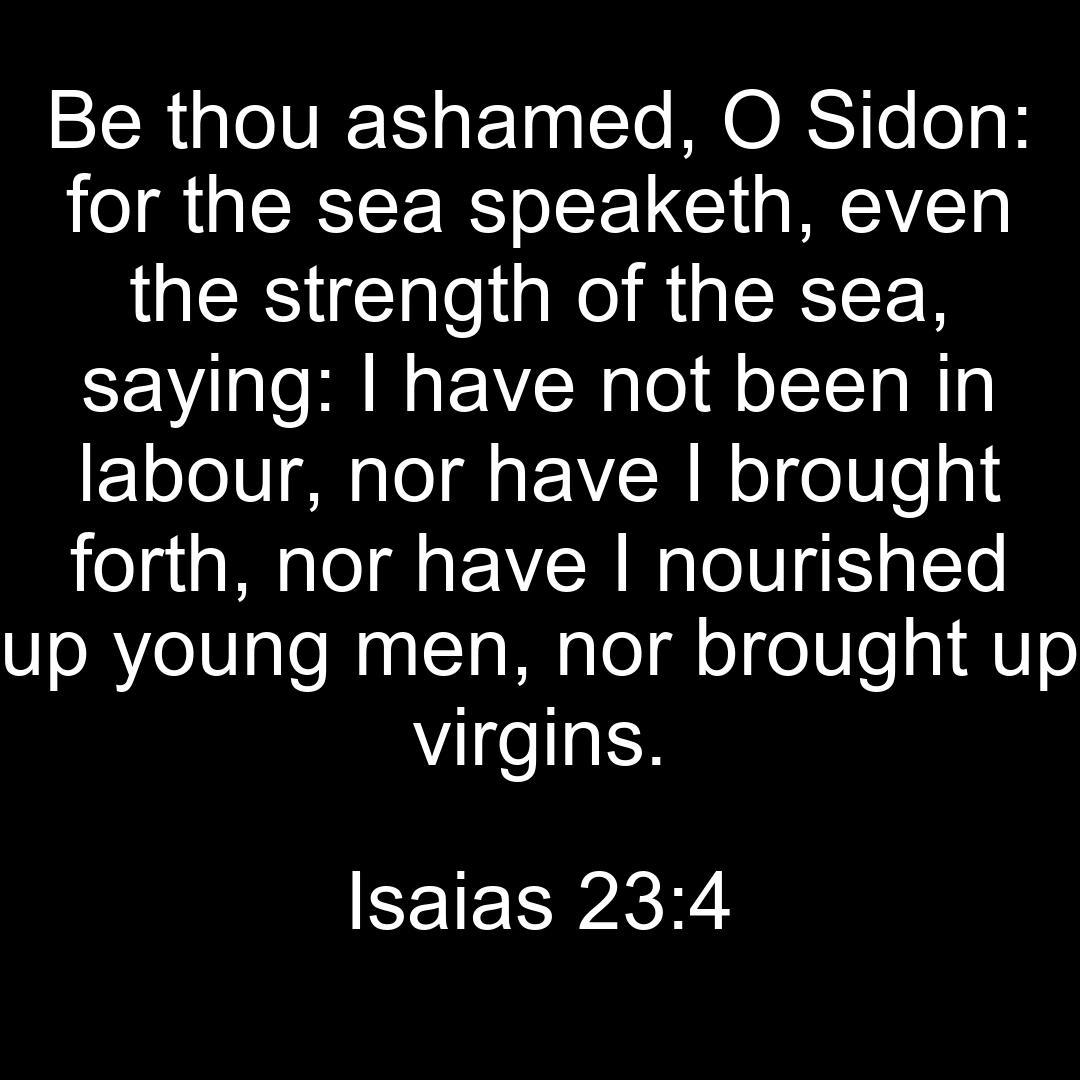 Be thou ashamed, O Sidon:
for the sea speaketh, even
the strength of the sea,
saying: I have not been in
labour, nor have I brought
forth, nor have I nourished
up young men, nor brought up
virgins.
Isaias 23:4